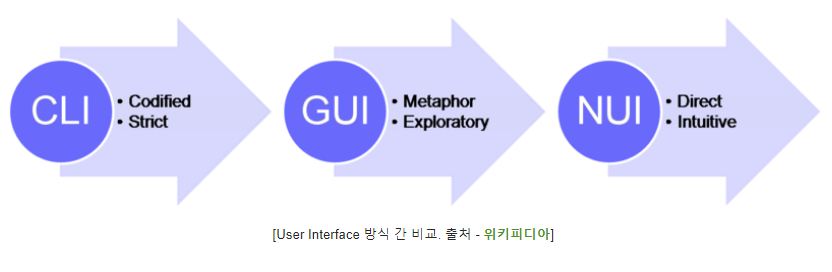 CLI
• Codified
• Strict
GUI
• Metaphor
• Exploratory
NUI
• Direct
• Intuitive
[User Interface 방식 간 비교. 출처 - 위키피디아]